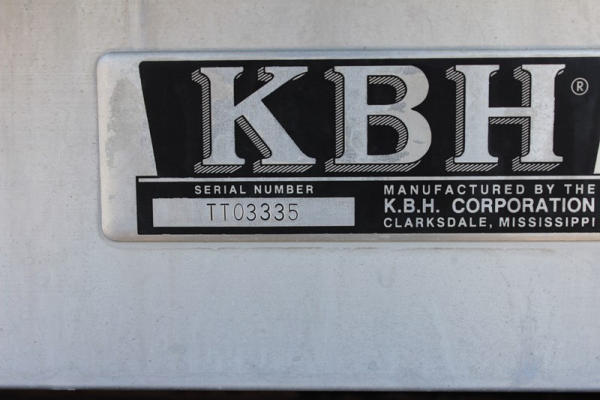 KBH®
SERIAL NUMBER
TT03335
MANUFACTURED BY THE
K.B.H. CORPORATION
CLARKSDALE, MISSISSIPPI